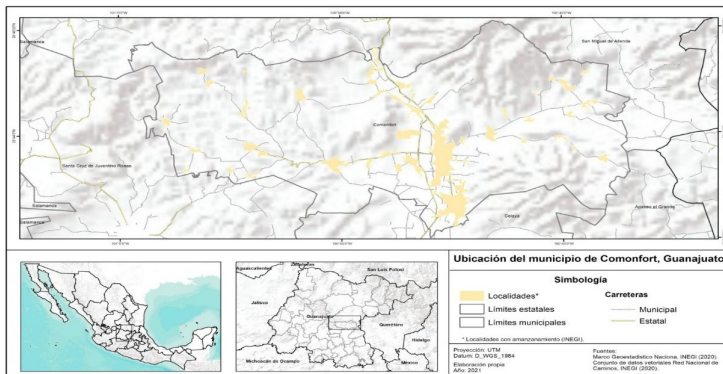 Salamanca
San Miguel de Allende
Comonfort
Santa Cruz de Juventino Rosas
Salamanca
Salamanca
Celaya
Apaseo el Grande
Ubicación del municipio de Comonfort, Guanajuato
Simbología
Localidades*
Límites estatales
Límites municipales
Carreteras
Municipal
Estatal
* Localidades con amanzanamiento (INEGI).
Proyección: UTM
Datum: D_WGS_1984
Elaboración propia
Año: 2021
Fuentes:
Marco Geoestadístico Naciona, INEGI (2020).
Conjunto de datos vetoriales Red Nacional de
Caminos, INEGI (2020).
Aguascalientes
Zacatecas
San Luis Potosí
Jalisco
Guanajuato
Querétaro
Hidalgo
Michoacán de Ocampo
México